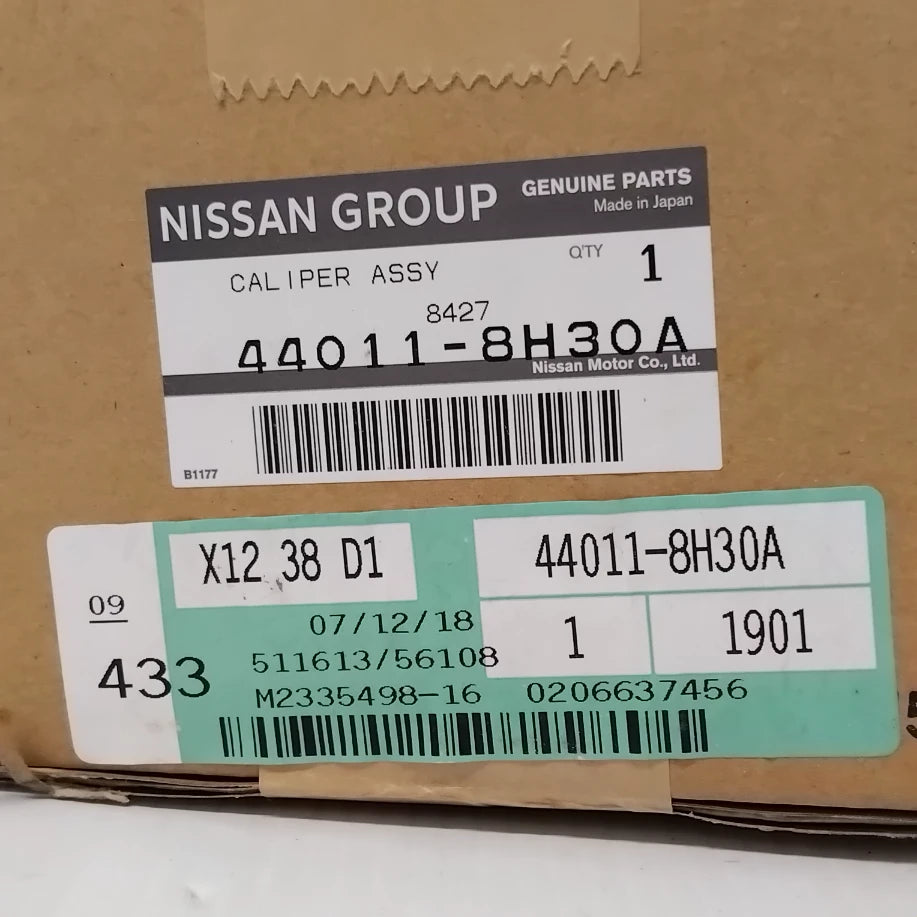 NISSAN GROUP GENUINE PARTS
Made in Japan
CALIPER ASSY Q'TY 1
8427
44011-8H30A
Nissan Motor Co., Ltd.
B1177
X12 38 D1 44011-8H30A
09
07/12/18 1 1901
433 511613/56108
M2335498-16 0206637456